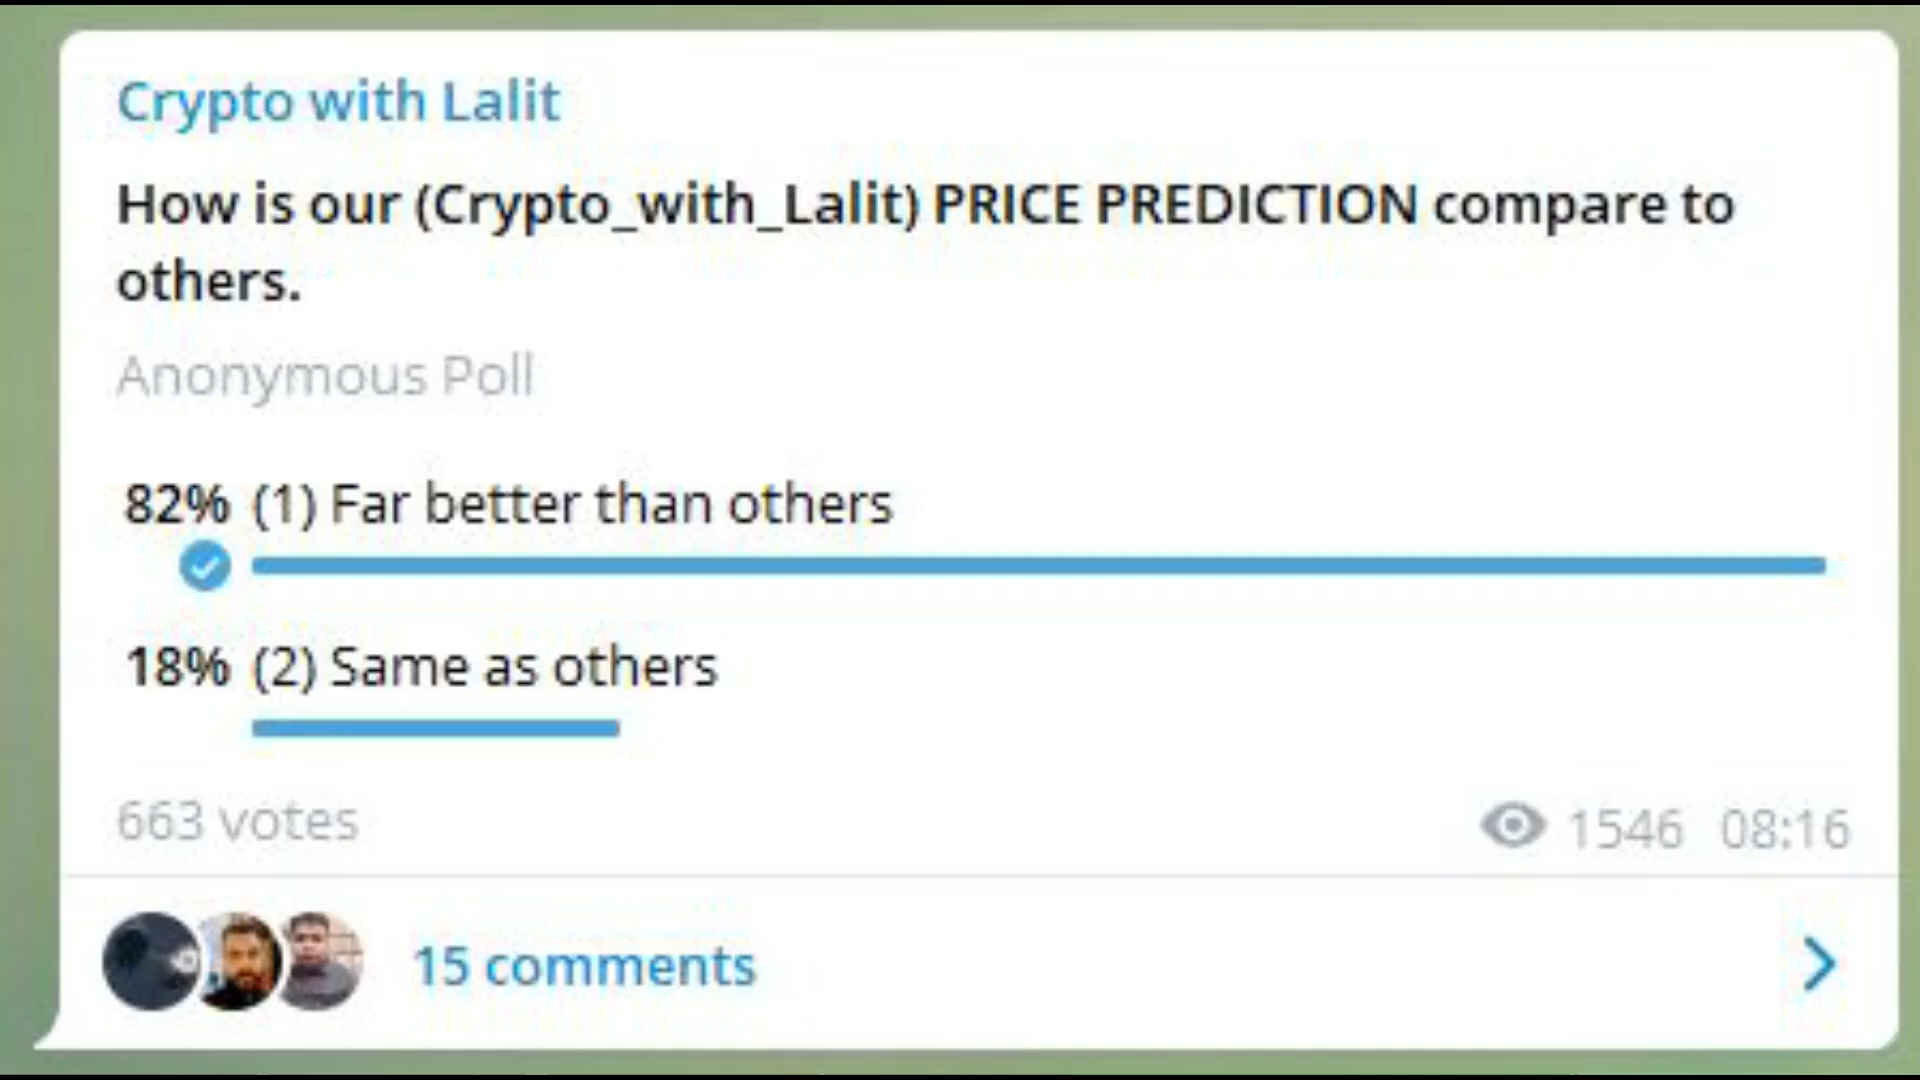 Crypto with Lalit
How is our (Crypto_with_Lalit) PRICE PREDICTION compare to
others.
Anonymous Poll
82% (1) Far better than others
18% (2) Same as others
663 votes 1546 08:16
15 comments